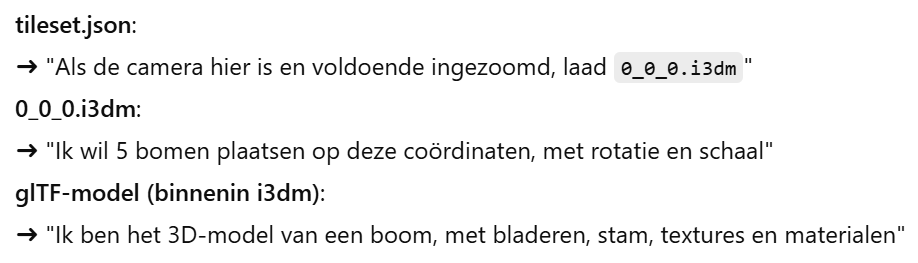 tileset.json:
→ "Als de camera hier is en voldoende ingezoomd, laad 0_0_0.i3dm"
0_0_0.i3dm:
→ "Ik wil 5 bomen plaatsen op deze coördinaten, met rotatie en schaal"
glTF-model (binnenin i3dm):
→ "Ik ben het 3D-model van een boom, met bladeren, stam, textures en materialen"